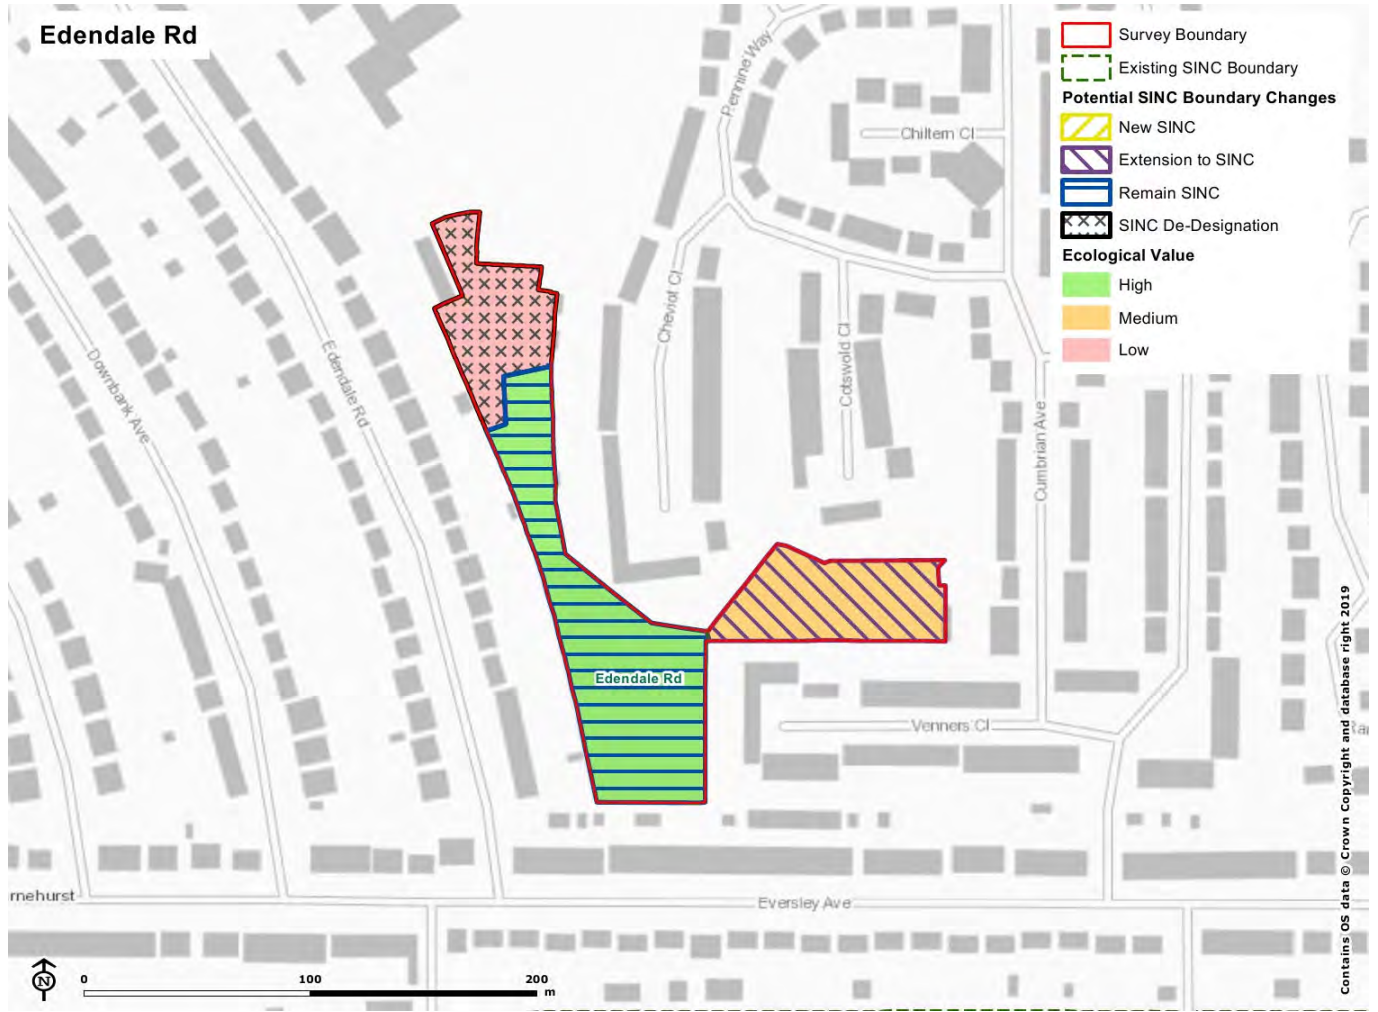 Edendale Rd
Survey Boundary
Existing SINC Boundary
Potential SINC Boundary Changes
New SINC
Extension to SINC
Remain SINC
SINC De-Designation
Ecological Value
High
Medium
Low
Pennine Way
Chiltern Cl
Cheviot Cl
Cotswold Cl
Edendale Rd
Downbank Ave
Cumbrian Ave
Edendale Rd
Venners Cl
rnehurst
Eversley Ave
0 100 200
m
N
Contains OS data © Crown Copyright and database right 2019